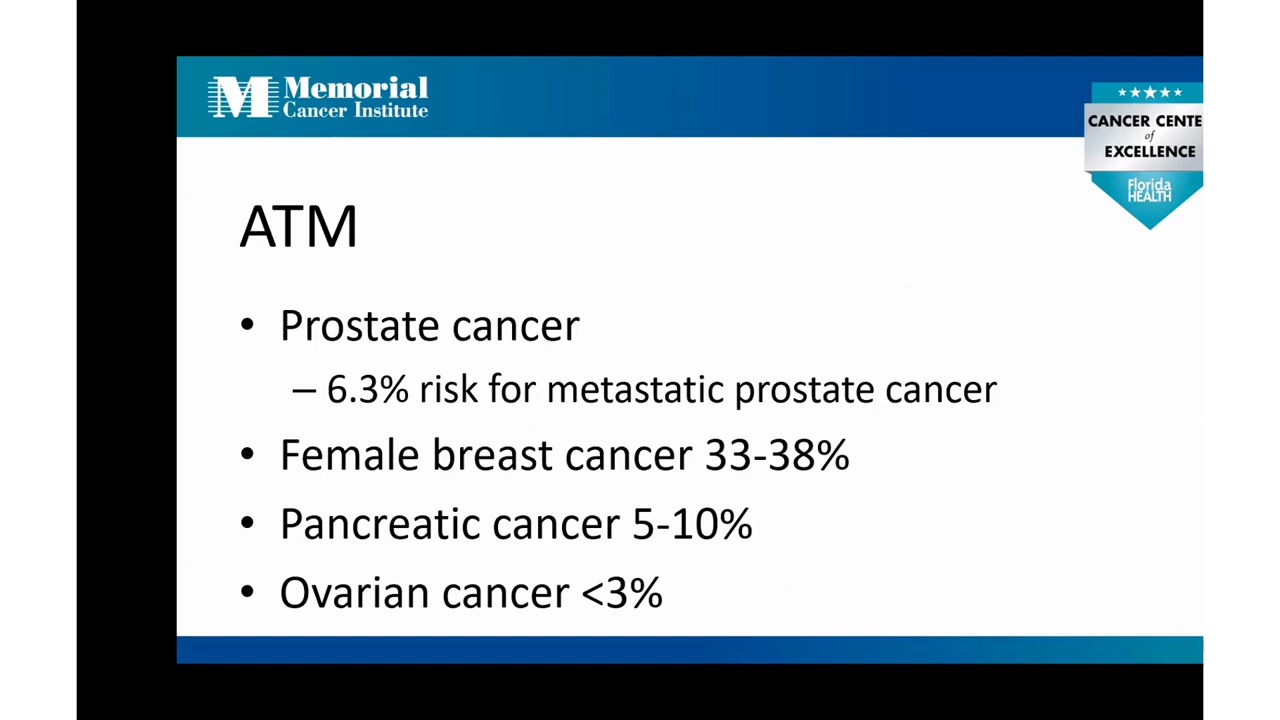 Memorial
Cancer Institute
CANCER CENTE
of
EXCELLENCE
Florida
HEALTH
ATM
• Prostate cancer
– 6.3% risk for metastatic prostate cancer
• Female breast cancer 33-38%
• Pancreatic cancer 5-10%
• Ovarian cancer <3%